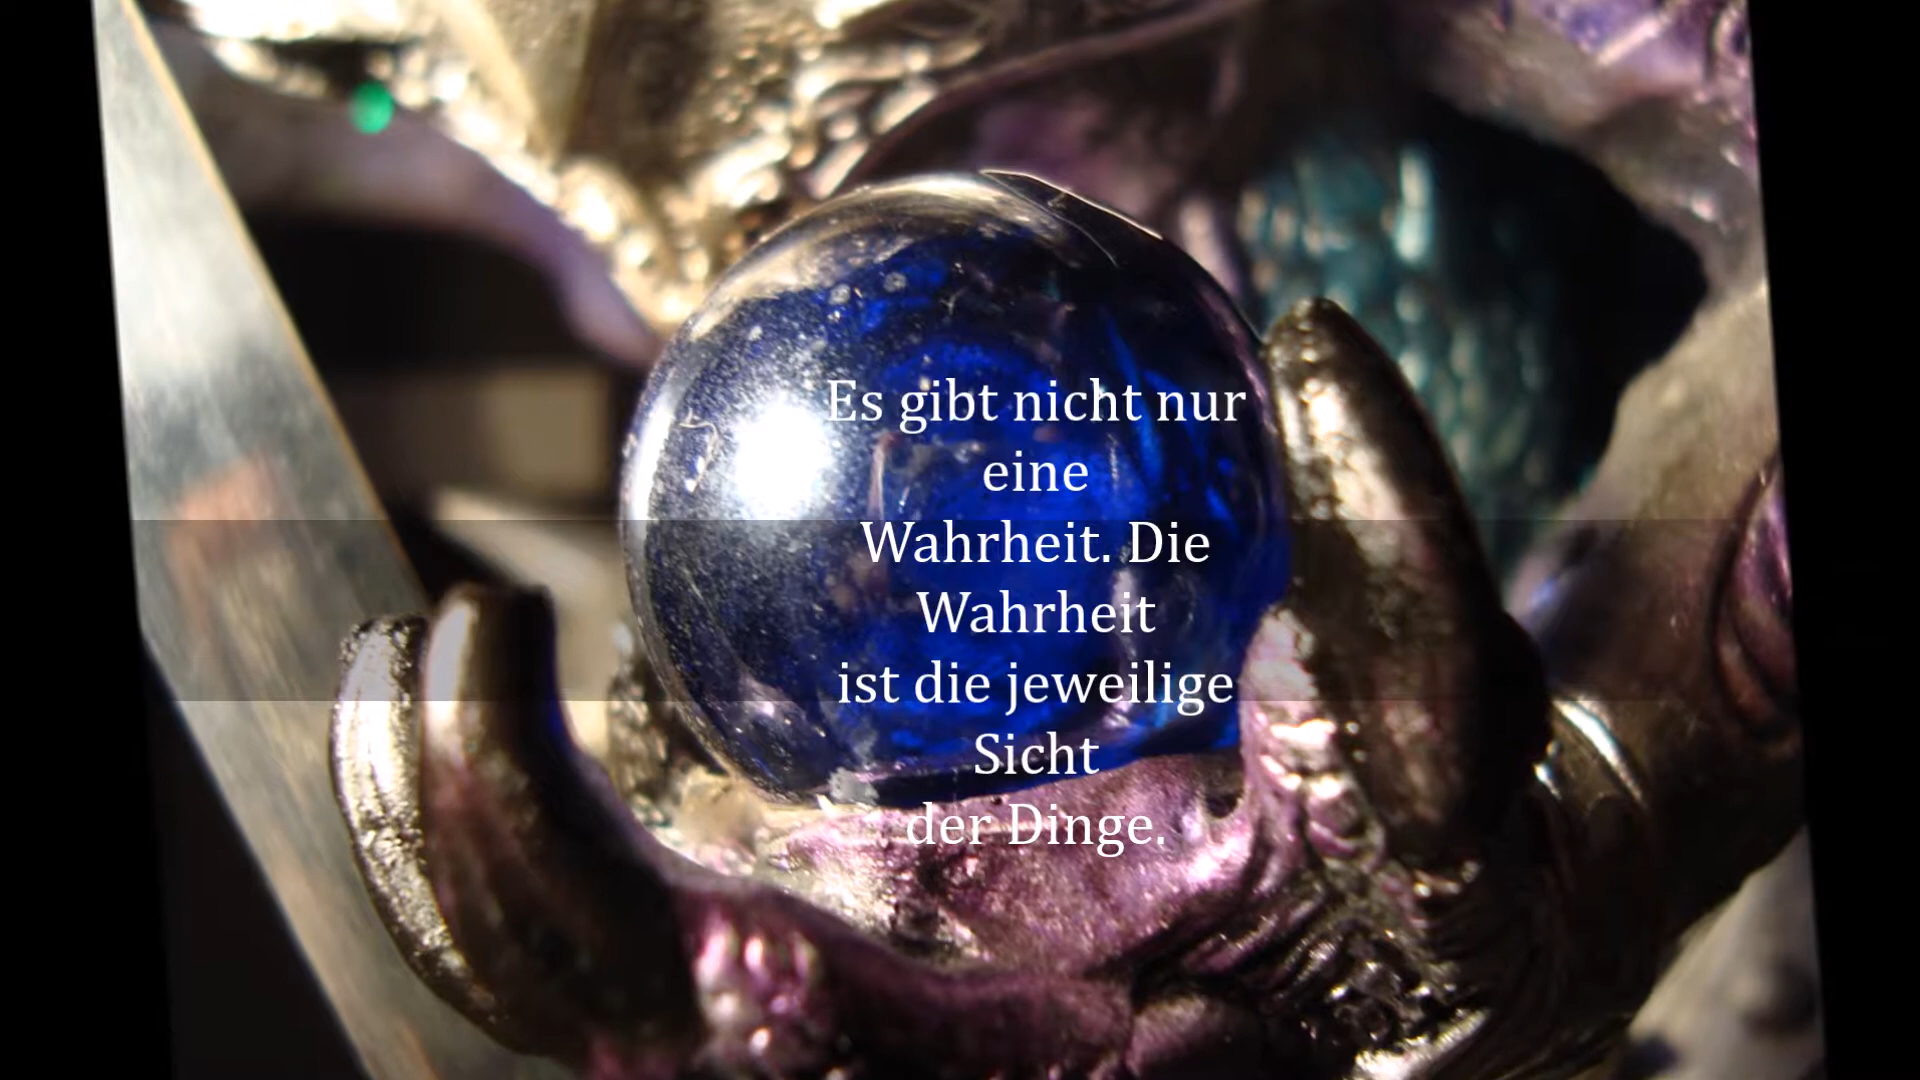 Es gibt nicht nur
eine
Wahrheit. Die
Wahrheit
ist die jeweilige
Sicht
der Dinge.